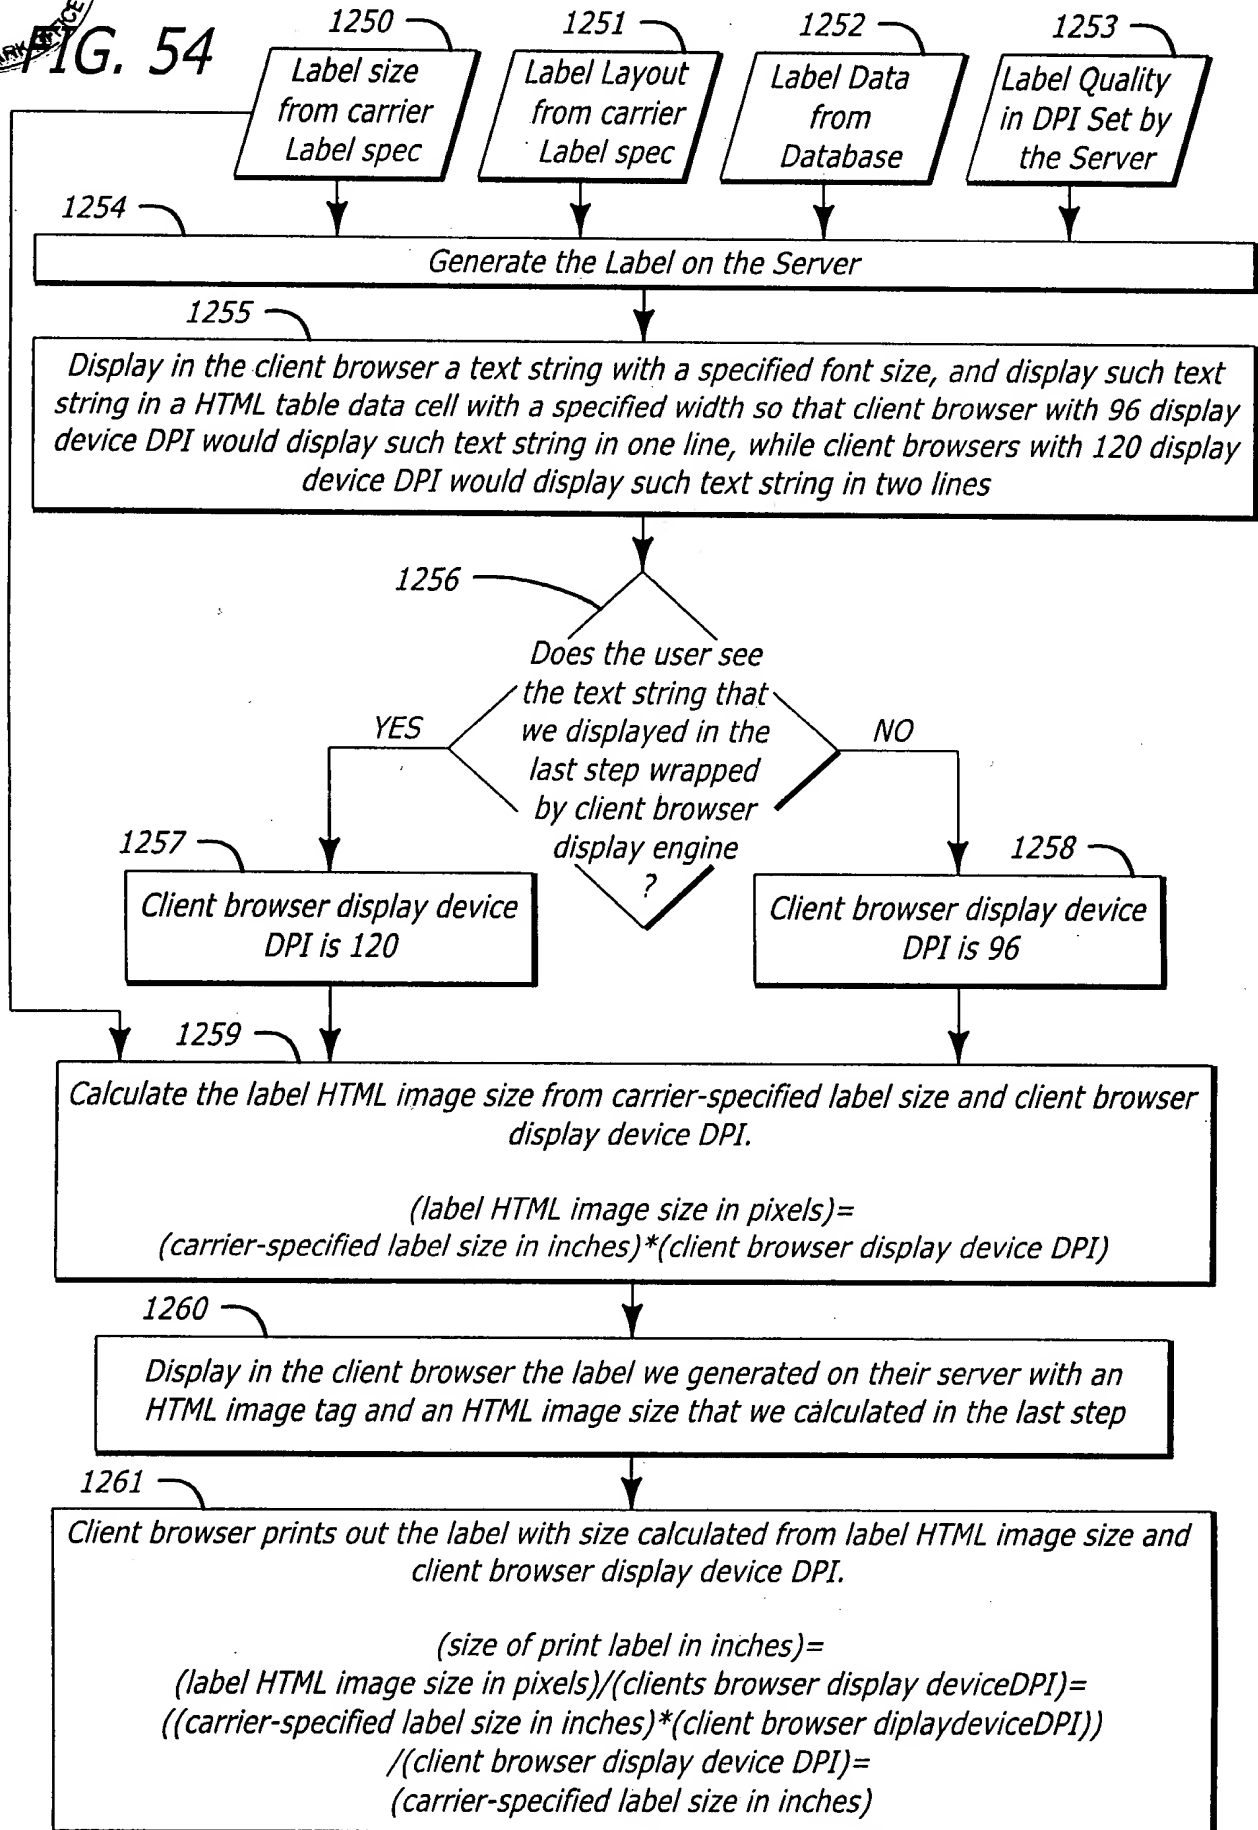 FIG. 54
1250
1251
1252
1253
Label size
from carrier
Label spec
Label Layout
from carrier
Label spec
Label Data
from
Database
Label Quality
in DPI Set by
the Server
1254
Generate the Label on the Server
1255
Display in the client browser a text string with a specified font size, and display such text
string in a HTML table data cell with a specified width so that client browser with 96 display
device DPI would display such text string in one line, while client browsers with 120 display
device DPI would display such text string in two lines
1256
Does the user see
the text string that
we displayed in the
last step wrapped
by client browser
display engine
?
YES
NO
1257
Client browser display device
DPI is 120
1258
Client browser display device
DPI is 96
1259
Calculate the label HTML image size from carrier-specified label size and client browser
display device DPI.
(label HTML image size in pixels)=
(carrier-specified label size in inches)*(client browser display device DPI)
1260
Display in the client browser the label we generated on their server with an
HTML image tag and an HTML image size that we calculated in the last step
1261
Client browser prints out the label with size calculated from label HTML image size and
client browser display device DPI.
(size of print label in inches)=
(label HTML image size in pixels)/(clients browser display deviceDPI)=
((carrier-specified label size in inches)*(client browser diplaydeviceDPI))
/(client browser display device DPI)=
(carrier-specified label size in inches)